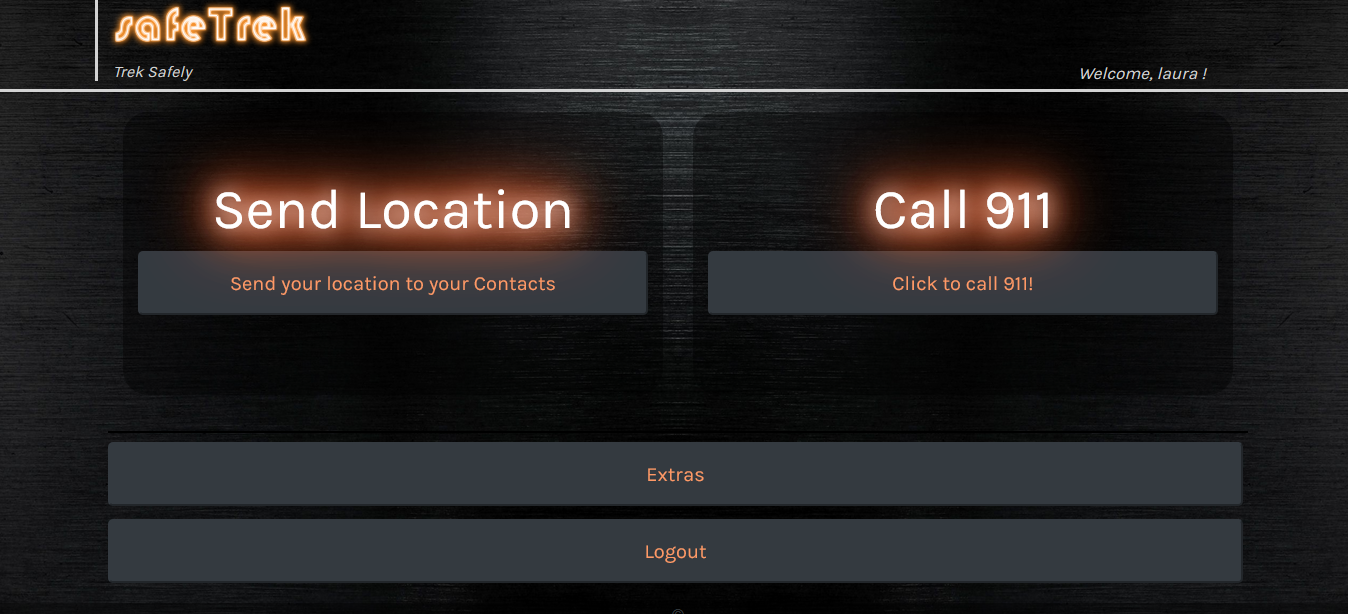 safeTrek
Trek Safely
Welcome, laura !
Send Location
Send your location to your Contacts
Call 911
Click to call 911!
Extras
Logout
©